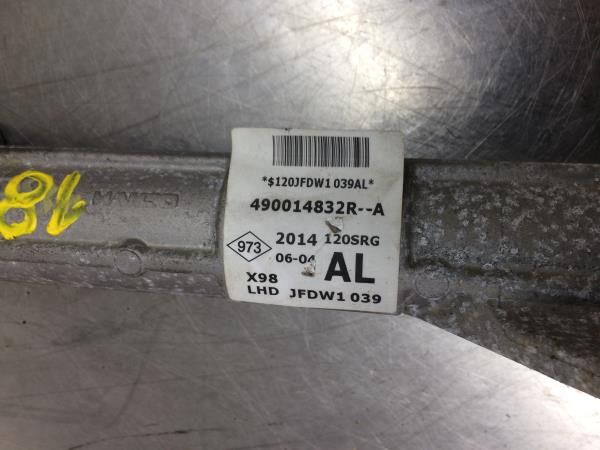 *$120JFDW1 039AL*
490014832R--A
973 2014 120SRG
06-04 AL
X98
LHD JFDW1 039